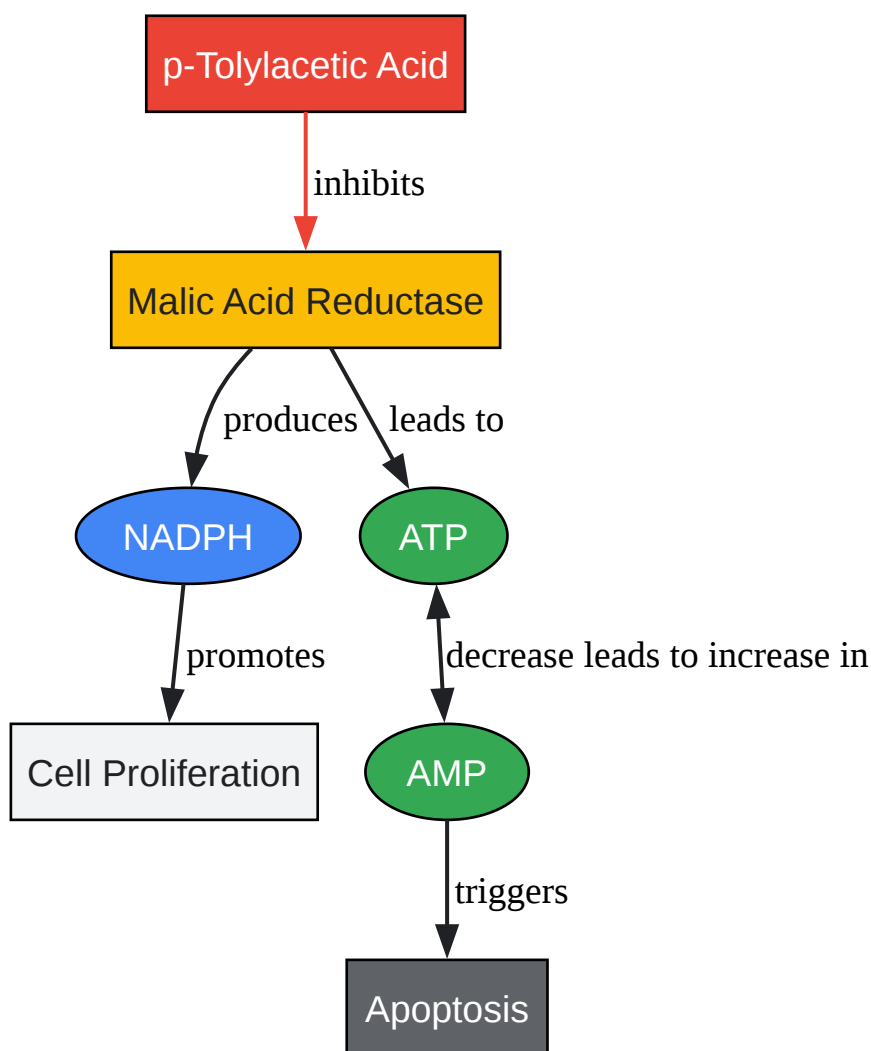 p-Tolylacetic Acid
inhibits
Malic Acid Reductase
produces
leads to
NADPH
ATP
promotes
decrease leads to increase in
Cell Proliferation
AMP
triggers
Apoptosis